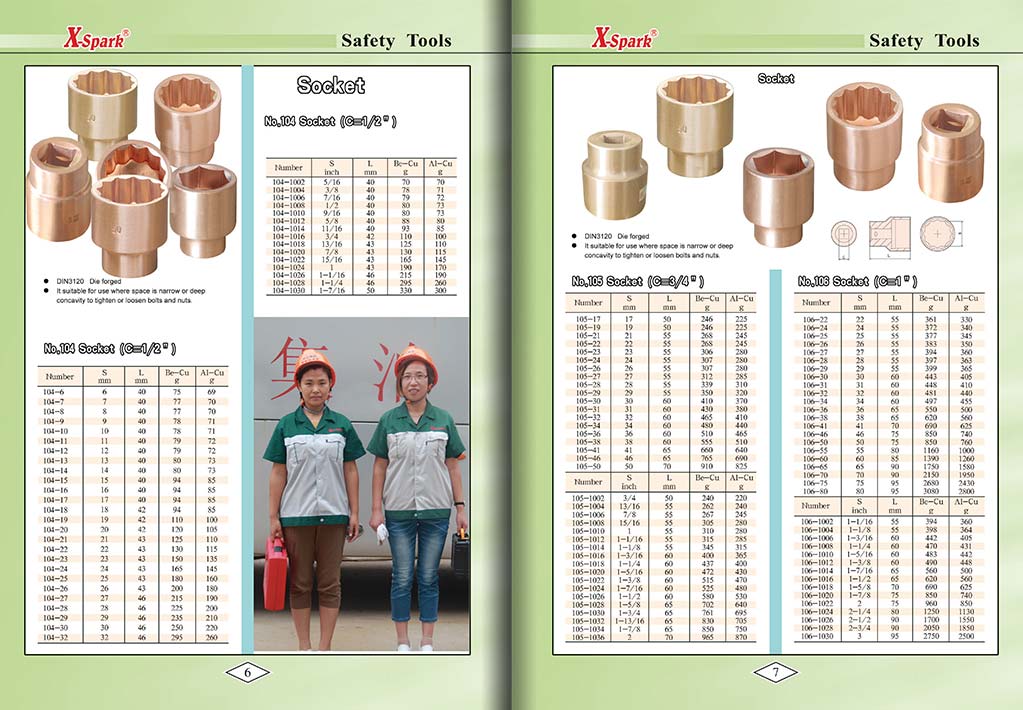 X-Spark®
Safety Tools
Socket
No,104 Socket (C=1/2")
Number S inch L mm Be-Cu g Al-Cu g
104-1002 5/16 40 70 70
104-1004 3/8 40 78 71
104-1006 7/16 40 79 72
104-1008 1/2 40 80 73
104-1010 9/16 40 80 73
104-1012 5/8 40 88 80
104-1014 11/16 40 93 85
104-1016 3/4 42 110 100
104-1018 13/16 43 125 110
104-1020 7/8 43 130 115
104-1022 15/16 43 165 145
104-1024 1 43 190 170
104-1026 1-1/16 46 215 190
104-1028 1-1/4 46 295 260
104-1030 1-7/16 50 330 300
● DIN3120 Die forged
● It suitable for use where space is narrow or deep
concavity to tighten or loosen bolts and nuts.
No,104 Socket (C=1/2")
Number S mm L mm Be-Cu g Al-Cu g
104-6 6 40 75 69
104-7 7 40 77 70
104-8 8 40 77 70
104-9 9 40 78 71
104-10 10 40 78 71
104-11 11 40 79 72
104-12 12 40 79 72
104-13 13 40 80 73
104-14 14 40 80 73
104-15 15 40 94 85
104-16 16 40 94 85
104-17 17 40 94 85
104-18 18 42 94 85
104-19 19 42 110 100
104-20 20 42 120 105
104-21 21 43 125 110
104-22 22 43 130 115
104-23 23 43 150 135
104-24 24 43 165 145
104-25 25 43 180 160
104-26 26 43 200 180
104-27 27 46 215 190
104-28 28 46 225 200
104-29 29 46 235 210
104-30 30 46 250 220
104-32 32 46 295 260
集
6
X-Spark®
Safety Tools
Socket
● DIN3120 Die forged
● It suitable for use where space is narrow or deep
concavity to tighten or loosen bolts and nuts.
No,105 Socket (C=3/4")
Number S mm L mm Be-Cu g Al-Cu g
105-17 17 50 246 225
105-19 19 50 246 225
105-21 21 55 268 245
105-22 22 55 268 245
105-23 23 55 306 280
105-24 24 55 307 280
105-26 26 55 307 280
105-27 27 55 312 285
105-28 28 55 339 310
105-29 29 55 350 320
105-30 30 60 410 370
105-31 31 60 430 380
105-32 32 60 465 410
105-34 34 60 480 440
105-36 36 60 510 465
105-38 38 60 555 510
105-41 41 65 660 640
105-46 46 65 765 690
105-50 50 70 910 825
Number S inch L mm Be-Cu g Al-Cu g
105-1002 3/4 50 240 220
105-1004 13/16 55 262 240
105-1006 7/8 55 267 245
105-1008 15/16 55 305 280
105-1010 1 55 310 280
105-1012 1-1/16 55 315 285
105-1014 1-1/8 55 345 315
105-1016 1-3/16 60 400 365
105-1018 1-1/4 60 437 400
105-1020 1-5/16 60 472 430
105-1022 1-3/8 60 515 470
105-1024 1-7/16 60 525 480
105-1026 1-1/2 60 580 530
105-1028 1-5/8 65 702 640
105-1030 1-3/4 65 761 695
105-1032 1-13/16 65 830 705
105-1034 1-7/8 65 850 750
105-1036 2 70 965 870
No,106 Socket (C=1")
Number S mm L mm Be-Cu g Al-Cu g
106-22 22 55 361 330
106-24 24 55 372 340
106-25 25 55 377 345
106-26 26 55 383 350
106-27 27 55 394 360
106-28 28 55 397 363
106-29 29 55 399 365
106-30 30 60 443 405
106-31 31 60 448 410
106-32 32 60 481 440
106-34 34 60 497 455
106-36 36 65 550 500
106-38 38 65 620 560
106-41 41 70 690 625
106-46 46 75 850 740
106-50 50 75 850 760
106-55 55 80 1160 1000
106-60 60 85 1390 1260
106-65 65 90 1750 1580
106-70 70 90 2150 1950
106-75 75 95 2680 2430
106-80 80 95 3080 2800
Number S inch L mm Be-Cu g Al-Cu g
106-1002 1-1/16 55 394 360
106-1004 1-1/8 55 398 364
106-1006 1-3/16 60 442 405
106-1008 1-1/4 60 470 431
106-1010 1-5/16 60 483 442
106-1012 1-3/8 60 490 448
106-1014 1-7/16 65 560 500
106-1016 1-1/2 65 620 560
106-1018 1-5/8 70 690 625
106-1020 1-7/8 75 850 740
106-1022 2 75 960 850
106-1024 2-1/4 80 1250 1130
106-1026 2-1/2 90 1700 1550
106-1028 2-3/4 90 2050 1850
106-1030 3 95 2750 2500
7